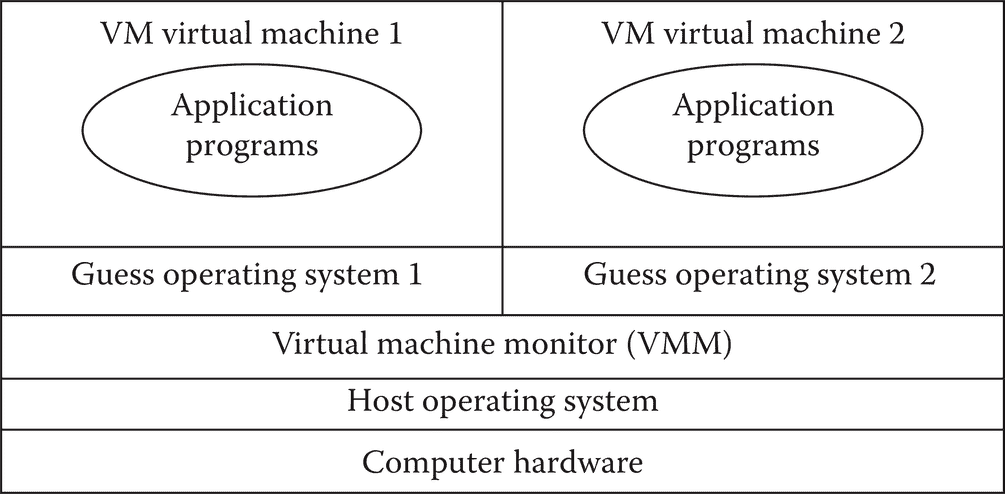 VM virtual machine 1
Application
programs
VM virtual machine 2
Application
programs
Guess operating system 1
Guess operating system 2
Virtual machine monitor (VMM)
Host operating system
Computer hardware